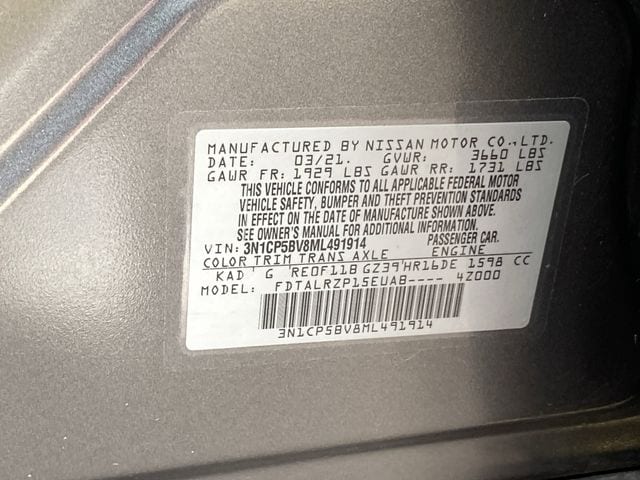 MANUFACTURED BY NISSAN MOTOR CO.,LTD.
DATE: 03/21. GVWR: 3660 LBS
GAWR FR: 1929 LBS GAWR RR: 1731 LBS
THIS VEHICLE CONFORMS TO ALL APPLICABLE FEDERAL MOTOR
VEHICLE SAFETY, BUMPER AND THEFT PREVENTION STANDARDS
IN EFFECT ON THE DATE OF MANUFACTURE SHOWN ABOVE.
SEE OWNER'S MANUAL FOR ADDITIONAL INFORMATION.
VIN: 3N1CP5BV8ML491914 PASSENGER CAR.
COLOR TRIM TRANS AXLE ENGINE
KAD G RE0F11B GZ39 HR16DE 1598 CC
MODEL: FDTALRZP15EUAB---- 4Z000
3N1CP5BV8ML491914